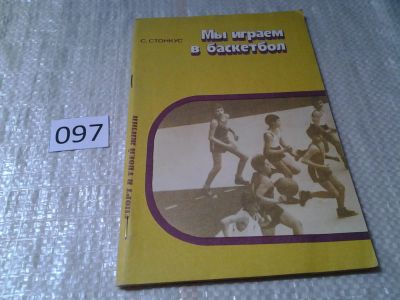 С. СТОНКУС
Мы играем
в баскетбол
СПОРТ В ТВОЕЙ ЖИЗНИ
097